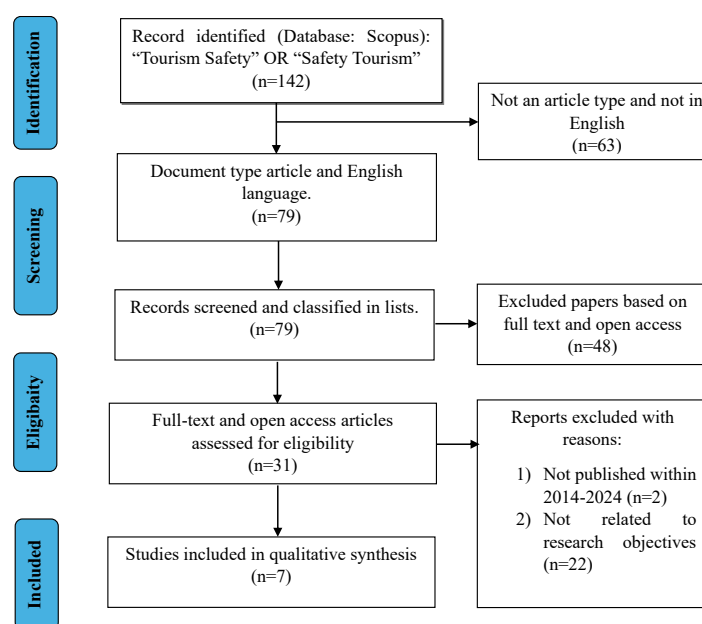 Identification
Record identified (Database: Scopus):
“Tourism Safety” OR “Safety Tourism”
(n=142)
Not an article type and not in
English
(n=63)
Document type article and English
language.
(n=79)
Screening
Records screened and classified in lists.
(n=79)
Excluded papers based on
full text and open access
(n=48)
Eligibaity
Full-text and open access articles
assessed for eligibility
(n=31)
Reports excluded with
reasons:
1) Not published within
2014-2024 (n=2)
2) Not related to
research objectives
(n=22)
Included
Studies included in qualitative synthesis
(n=7)